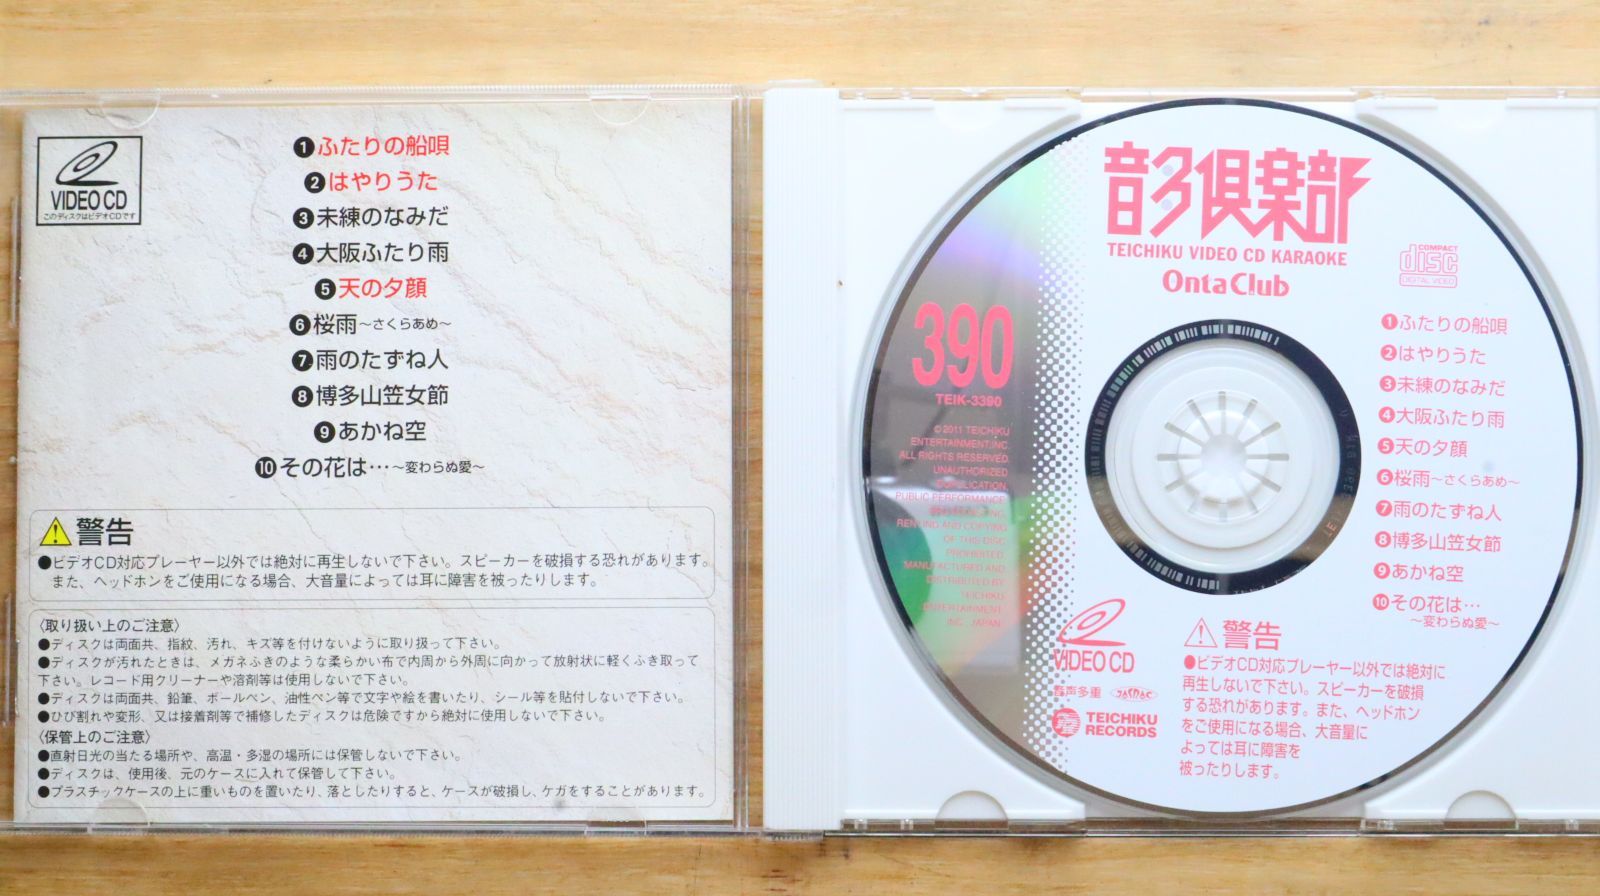 VIDEO CD
このディスクはビデオCDです
❶ふたりの船唄
❷はやりうた
❸未練のなみだ
❹大阪ふたり雨
❺天の夕顔
❻桜雨～さくらあめ～
❼雨のたずね人
❽博多山笠女節
❾あかね空
❿その花は…～変わらぬ愛～
警告
●ビデオCD対応プレーヤー以外では絶対に再生しないで下さい。スピーカーを破損する恐れがあります。
また、ヘッドホンをご使用になる場合、大音量によっては耳に障害を被ったりします。
〈取り扱い上のご注意〉
●ディスクは両面共、指紋、汚れ、キズ等を付けないように取り扱って下さい。
●ディスクが汚れたときは、メガネふきのような柔らかい布で内周から外周に向かって放射状に軽くふき取って
下さい。レコード用クリーナーや溶剤等は使用しないで下さい。
●ディスクは両面共、鉛筆、ボールペン、油性ペン等で文字や絵を書いたり、シール等を貼付しないで下さい。
●ひび割れや変形、又は接着剤等で補修したディスクは危険ですから絶対に使用しないで下さい。
〈保管上のご注意〉
●直射日光の当たる場所や、高温・多湿の場所には保管しないで下さい。
●ディスクは、使用後、元のケースに入れて保管して下さい。
●プラスチックケースの上に重いものを置いたり、落としたりすると、ケースが破損し、ケガをすることがあります。
音多倶楽部
TEICHIKU VIDEO CD KARAOKE
OntaClub
COMPACT
disc
DIGITAL VIDEO
390
TEIK-3390
© 2011 TEICHIKU
ENTERTAINMENT,INC.
ALL RIGHTS RESERVED.
UNAUTHORIZED
DUPLICATION,
PUBLIC PERFORMANCE,
RENTING AND COPYING
OF THIS DISC
PROHIBITED.
MANUFACTURED AND
DISTRIBUTED BY
TEICHIKU
ENTERTAINMENT,
INC. JAPAN.
❶ふたりの船唄
❷はやりうた
❸未練のなみだ
❹大阪ふたり雨
❺天の夕顔
❻桜雨～さくらあめ～
❼雨のたずね人
❽博多山笠女節
❾あかね空
❿その花は…
～変わらぬ愛～
VIDEO CD
音声多重 JASRAC
TEICHIKU
RECORDS
警告
●ビデオCD対応プレーヤー以外では絶対に
再生しないで下さい。スピーカーを破損
する恐れがあります。また、ヘッドホン
をご使用になる場合、大音量に
よっては耳に障害を
被ったりします。